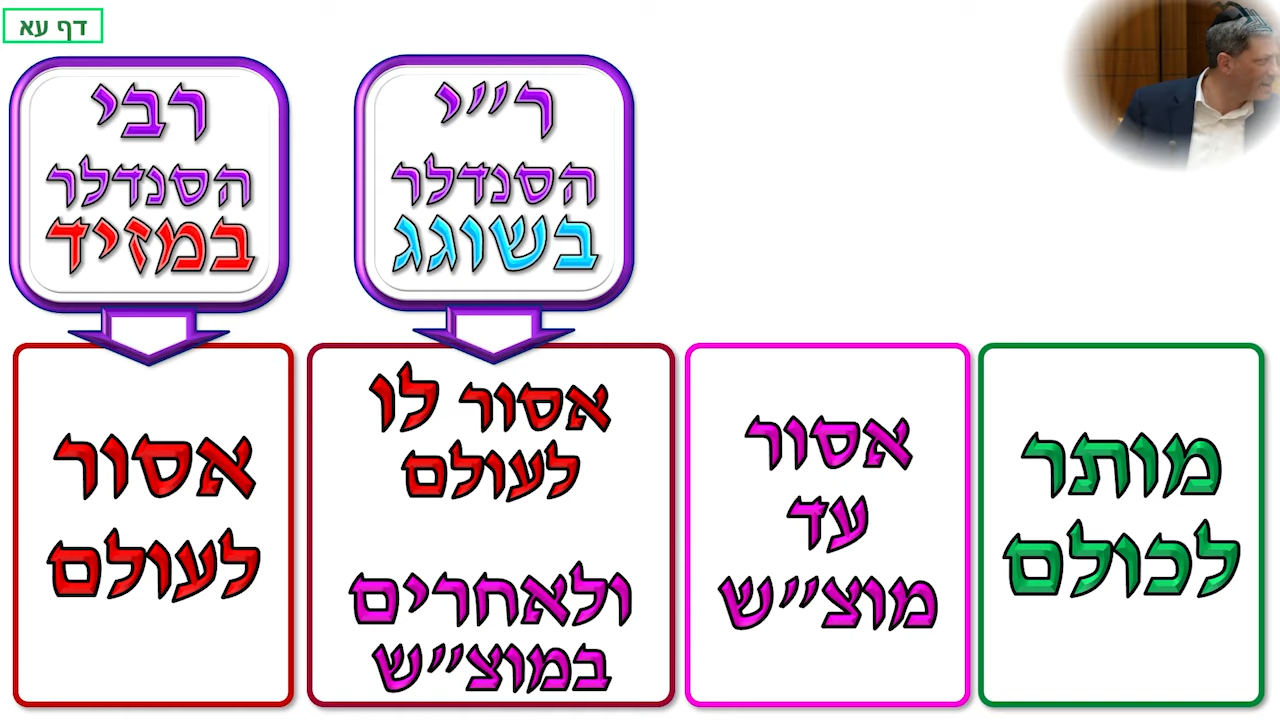 דף עא
ר״י
הסנדלר
בשוגג
רבי
הסנדלר
במזיד
מותר
לכולם
אסור
עד
מוצ״ש
אסור לו
לעולם
ולאחרים
במוצ״ש
אסור
לעולם